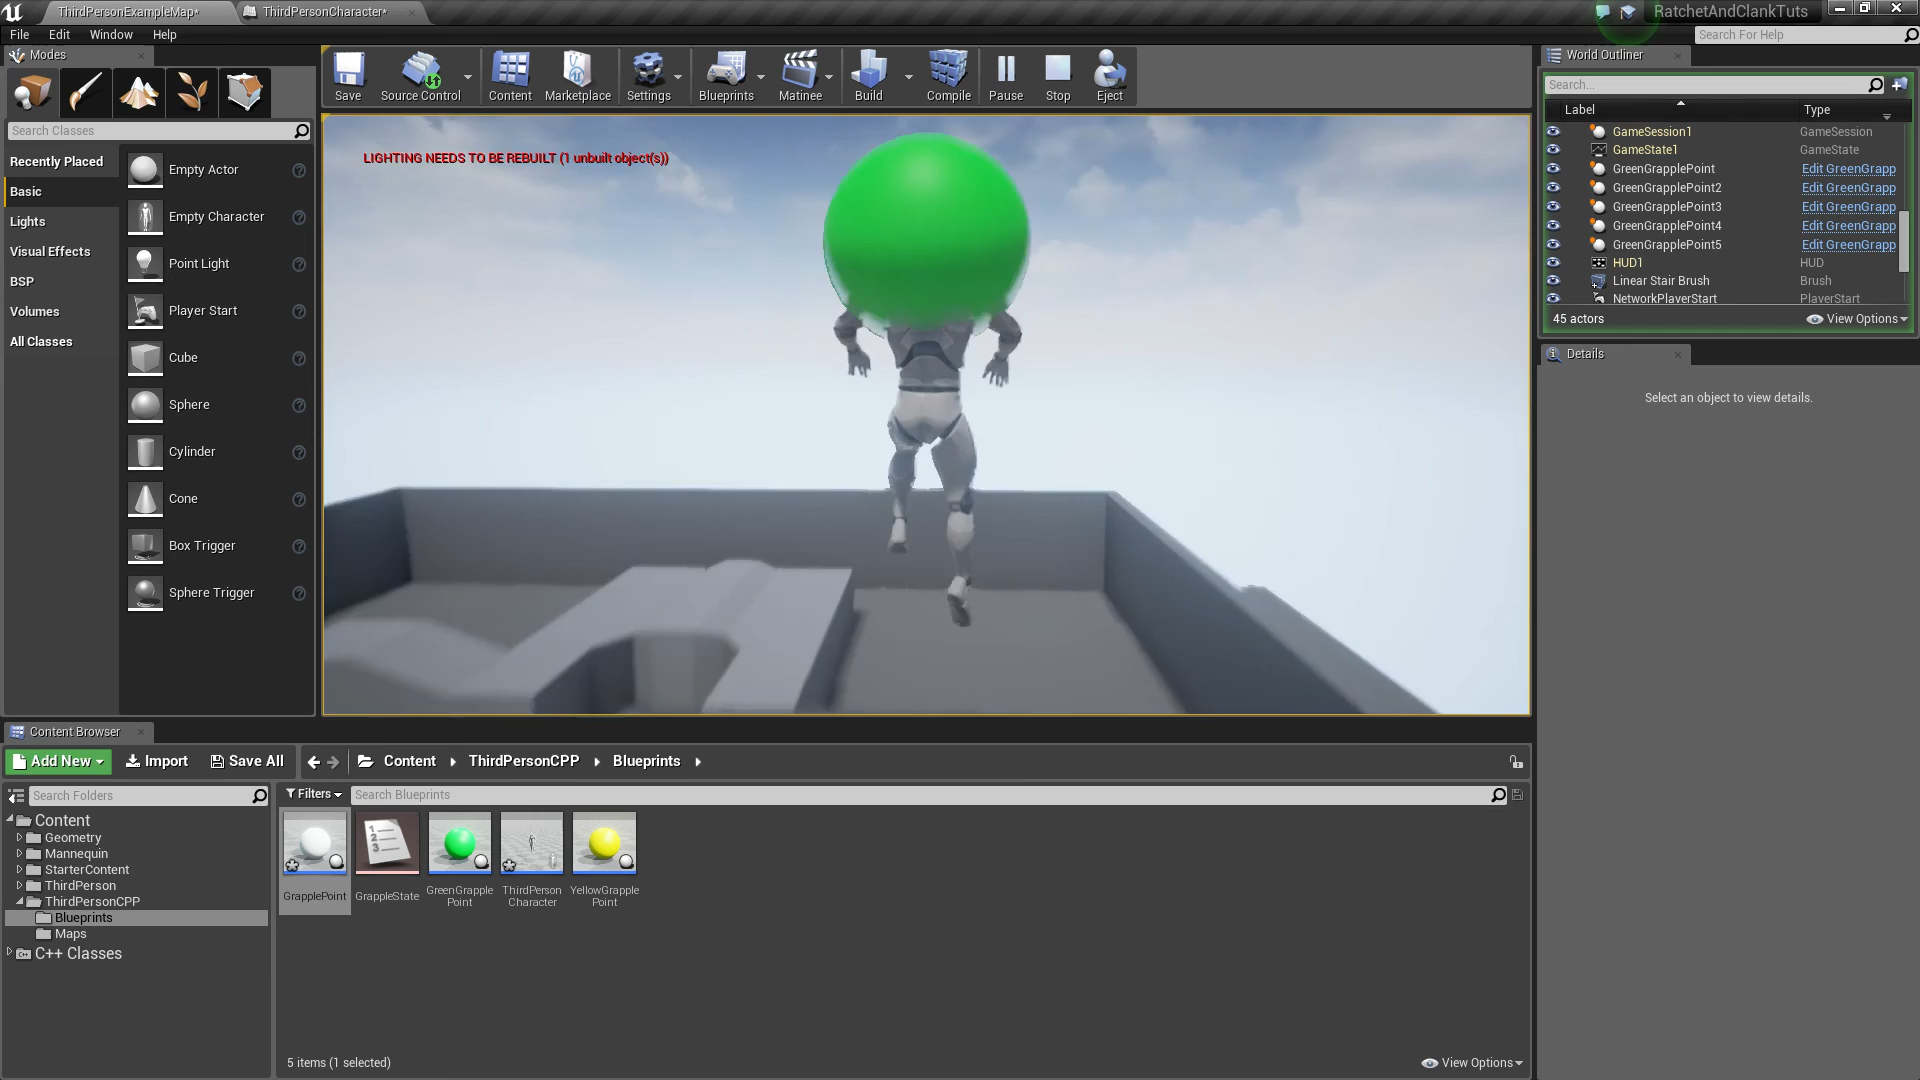 ThirdPersonExampleMap*
ThirdPersonCharacter*
RatchetAndClankTuts
File Edit Window Help
Search For Help
Modes
Search Classes
Recently Placed
Basic
Lights
Visual Effects
BSP
Volumes
All Classes
Empty Actor
Empty Character
Point Light
Player Start
Cube
Sphere
Cylinder
Cone
Box Trigger
Sphere Trigger
Save
Source Control
Content
Marketplace
Settings
Blueprints
Matinee
Build
Compile
Pause
Stop
Eject
LIGHTING NEEDS TO BE REBUILT (1 unbuilt object(s))
World Outliner
Search...
Label Type
GameSession1 GameSession
GameState1 GameState
GreenGrapplePoint Edit GreenGrapp
GreenGrapplePoint2 Edit GreenGrapp
GreenGrapplePoint3 Edit GreenGrapp
GreenGrapplePoint4 Edit GreenGrapp
GreenGrapplePoint5 Edit GreenGrapp
HUD1 HUD
Linear Stair Brush Brush
NetworkPlayerStart PlayerStart
45 actors
View Options
Details
Select an object to view details.
Content Browser
Add New
Import
Save All
Content
ThirdPersonCPP
Blueprints
Search Folders
Filters
Search Blueprints
Content
Geometry
Mannequin
StarterContent
ThirdPerson
ThirdPersonCPP
Blueprints
Maps
C++ Classes
GrapplePoint
GrappleState
GreenGrapple
Point
ThirdPerson
Character
YellowGrapple
Point
5 items (1 selected)
View Options